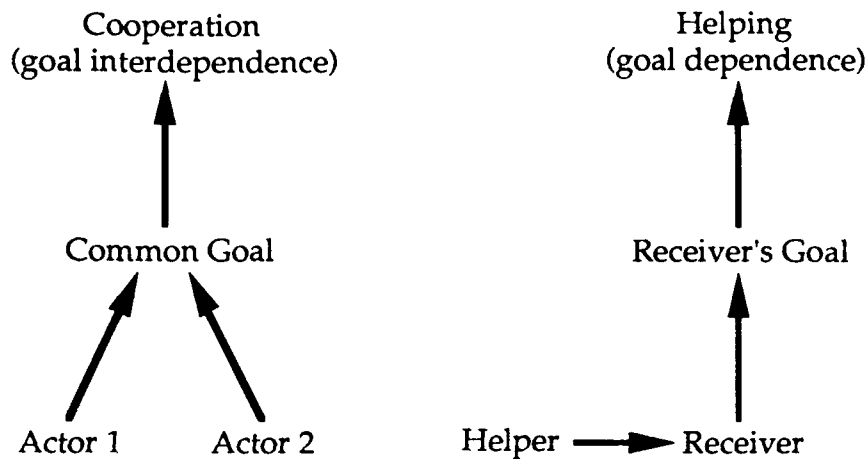 Cooperation
(goal interdependence)
Common Goal
Actor 1
Actor 2
Helping
(goal dependence)
Receiver's Goal
Helper
Receiver